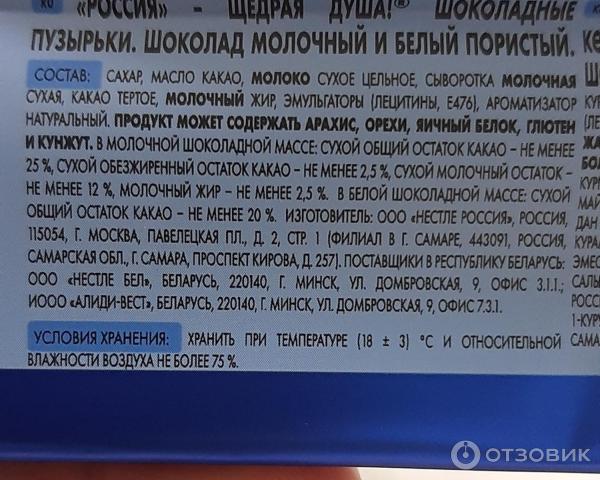 RU «РОССИЯ» – ЩЕДРАЯ ДУША!® ШОКОЛАДНЫЕ
ПУЗЫРЬКИ. ШОКОЛАД МОЛОЧНЫЙ И БЕЛЫЙ ПОРИСТЫЙ.
СОСТАВ: САХАР, МАСЛО КАКАО, МОЛОКО СУХОЕ ЦЕЛЬНОЕ, СЫВОРОТКА МОЛОЧНАЯ
СУХАЯ, КАКАО ТЕРТОЕ, МОЛОЧНЫЙ ЖИР, ЭМУЛЬГАТОРЫ (ЛЕЦИТИНЫ, Е476), АРОМАТИЗАТОР
НАТУРАЛЬНЫЙ. ПРОДУКТ МОЖЕТ СОДЕРЖАТЬ АРАХИС, ОРЕХИ, ЯИЧНЫЙ БЕЛОК, ГЛЮТЕН
И КУНЖУТ. В МОЛОЧНОЙ ШОКОЛАДНОЙ МАССЕ: СУХОЙ ОБЩИЙ ОСТАТОК КАКАО – НЕ МЕНЕЕ
25 %, СУХОЙ ОБЕЗЖИРЕННЫЙ ОСТАТОК КАКАО – НЕ МЕНЕЕ 2,5 %, СУХОЙ МОЛОЧНЫЙ ОСТАТОК –
НЕ МЕНЕЕ 12 %, МОЛОЧНЫЙ ЖИР – НЕ МЕНЕЕ 2,5 %. В БЕЛОЙ ШОКОЛАДНОЙ МАССЕ: СУХОЙ
ОБЩИЙ ОСТАТОК КАКАО – НЕ МЕНЕЕ 20 %. ИЗГОТОВИТЕЛЬ: ООО «НЕСТЛЕ РОССИЯ», РОССИЯ,
115054, Г. МОСКВА, ПАВЕЛЕЦКАЯ ПЛ., Д. 2, СТР. 1 (ФИЛИАЛ В Г. САМАРЕ, 443091, РОССИЯ,
САМАРСКАЯ ОБЛ., Г. САМАРА, ПРОСПЕКТ КИРОВА, Д. 257). ПОСТАВЩИКИ В РЕСПУБЛИКУ БЕЛАРУСЬ:
ООО «НЕСТЛЕ БЕЛ», БЕЛАРУСЬ, 220140, Г. МИНСК, УЛ. ДОМБРОВСКАЯ, 9, ОФИС 3.1.1.;
ИООО «АЛИДИ-ВЕСТ», БЕЛАРУСЬ, 220140, Г. МИНСК, УЛ. ДОМБРОВСКАЯ, 9, ОФИС 7.3.1.
УСЛОВИЯ ХРАНЕНИЯ: ХРАНИТЬ ПРИ ТЕМПЕРАТУРЕ (18 ± 3) °С И ОТНОСИТЕЛЬНОЙ
ВЛАЖНОСТИ ВОЗДУХА НЕ БОЛЕЕ 75 %.
ОТЗОВИК